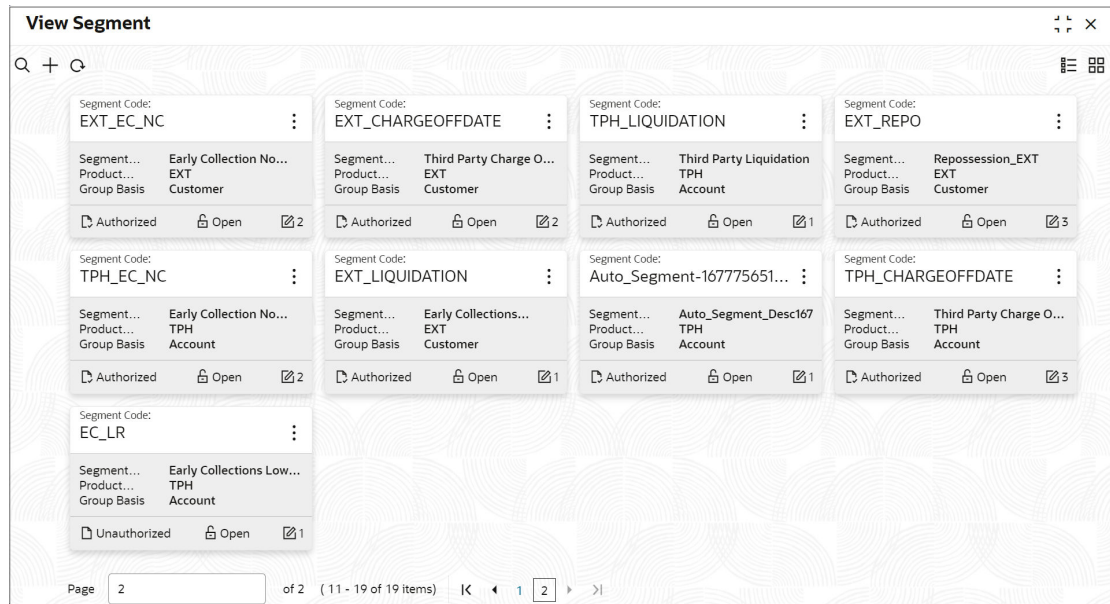 View Segment
Segment Code:
EXT_EC_NC
Segment... Early Collection No...
Product... EXT
Group Basis Customer
Authorized Open 2
Segment Code:
EXT_CHARGEOFFDATE
Segment... Third Party Charge O...
Product... EXT
Group Basis Customer
Authorized Open 2
Segment Code:
TPH_LIQUIDATION
Segment... Third Party Liquidation
Product... TPH
Group Basis Account
Authorized Open 1
Segment Code:
EXT_REPO
Segment... Repossession_EXT
Product... EXT
Group Basis Customer
Authorized Open 3
Segment Code:
TPH_EC_NC
Segment... Early Collection No...
Product... TPH
Group Basis Account
Authorized Open 2
Segment Code:
EXT_LIQUIDATION
Segment... Early Collections...
Product... EXT
Group Basis Customer
Authorized Open 1
Segment Code:
Auto_Segment-167775651...
Segment... Auto_Segment_Desc167
Product... TPH
Group Basis Account
Authorized Open 1
Segment Code:
TPH_CHARGEOFFDATE
Segment... Third Party Charge O...
Product... TPH
Group Basis Account
Authorized Open 3
Segment Code:
EC_LR
Segment... Early Collections Low...
Product... TPH
Group Basis Account
Unauthorized Open 1
Page 2 of 2 ( 11 - 19 of 19 items) 1 2